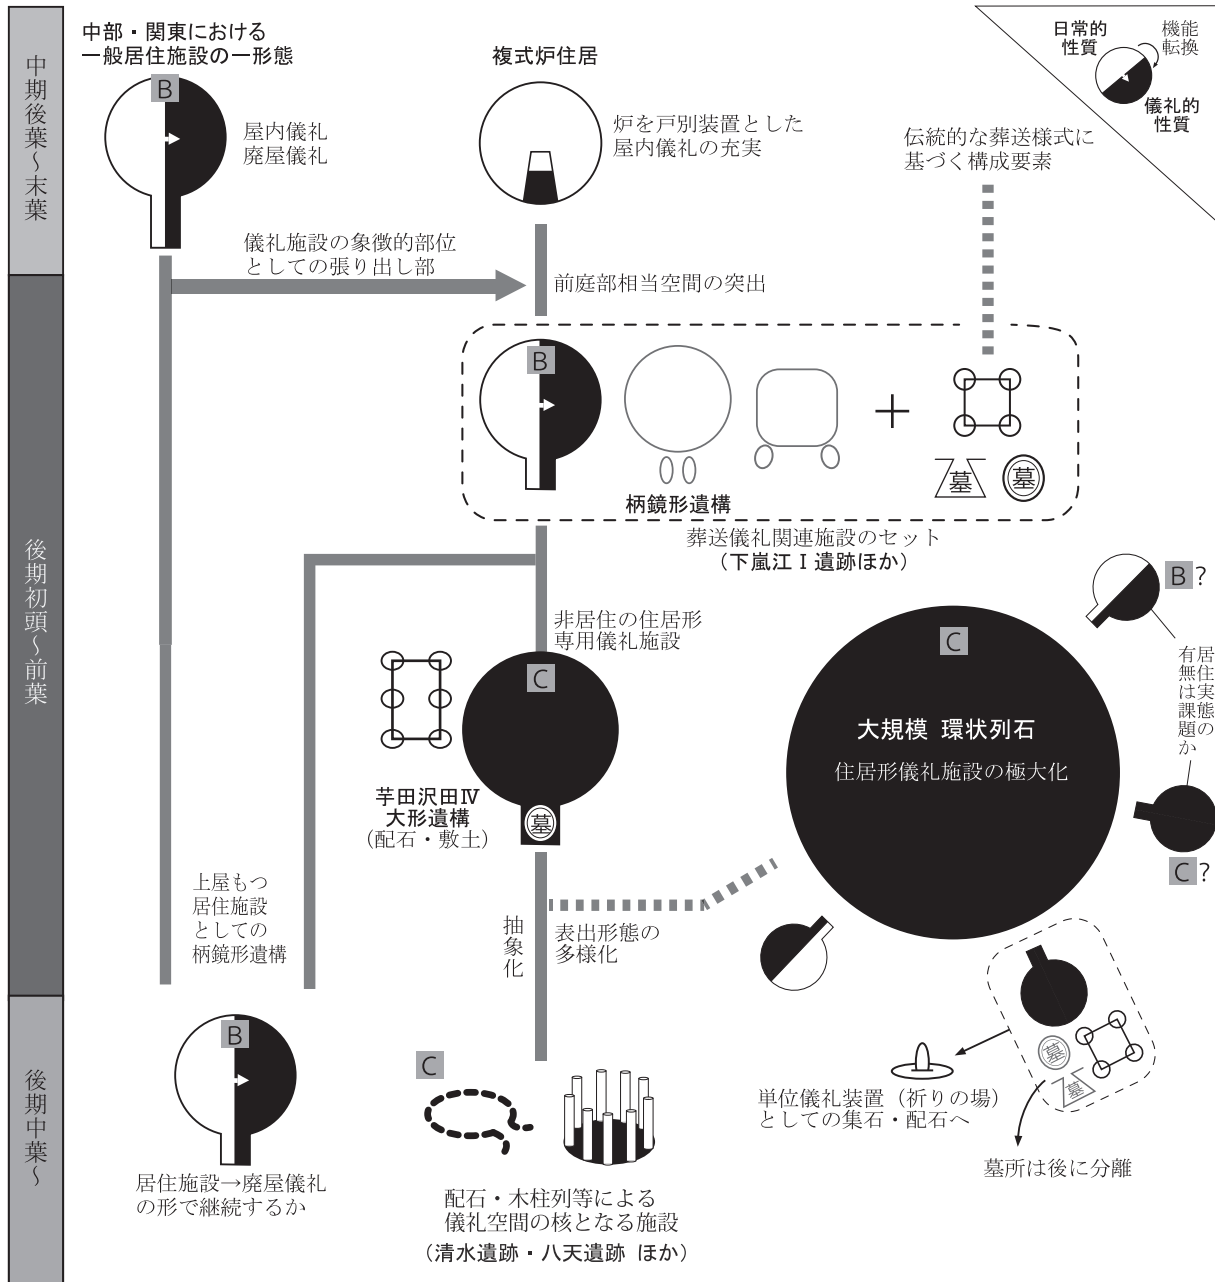 中期後葉～末葉
後期初頭～前葉
後期中葉～
中部・関東における
一般居住施設の一形態
B
屋内儀礼
廃屋儀礼
複式炉住居
炉を戸別装置とした
屋内儀礼の充実
伝統的な葬送様式に
基づく構成要素
日常的
性質
機能
転換
儀礼的
性質
儀礼施設の象徴的部位
としての張り出し部
前庭部相当空間の突出
B
柄鏡形遺構
墓
墓
葬送儀礼関連施設のセット
（下嵐江Ⅰ遺跡ほか）
非居住の住居形
専用儀礼施設
C
墓
芋田沢田Ⅳ
大形遺構
（配石・敷土）
C
大規模 環状列石
住居形儀礼施設の極大化
B?
居住実態の
有無は課題か
C?
上屋もつ
居住施設
としての
柄鏡形遺構
抽象化
表出形態の
多様化
墓
墓
単位儀礼装置（祈りの場）
としての集石・配石へ
墓所は後に分離
B
居住施設→廃屋儀礼
の形で継続するか
C
配石・木柱列等による
儀礼空間の核となる施設
（清水遺跡・八天遺跡 ほか）